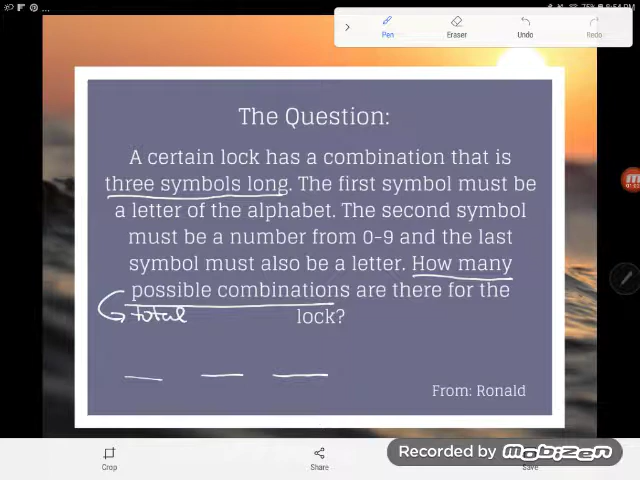 Pen
Eraser
Undo
Redo
The Question:
A certain lock has a combination that is
three symbols long. The first symbol must be
a letter of the alphabet. The second symbol
must be a number from 0-9 and the last
symbol must also be a letter. How many
possible combinations are there for the
total
lock?
From: Ronald
Recorded by mobizen
Crop
Share
Save